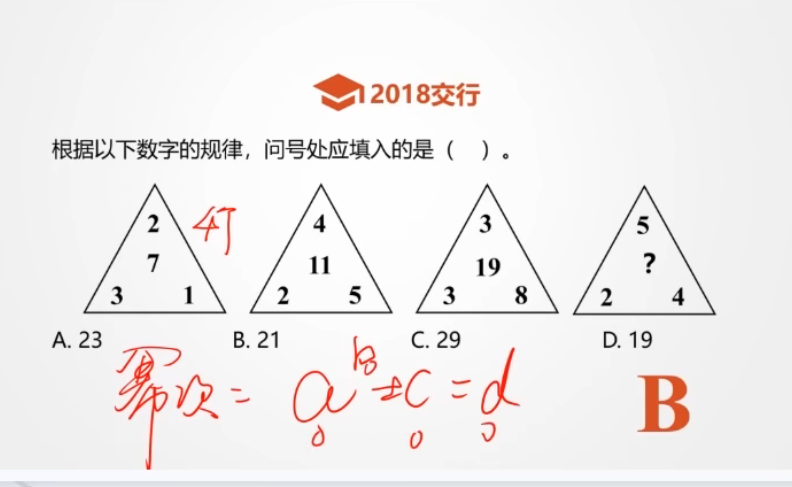 2018交行
根据以下数字的规律，问号处应填入的是（ ）。
2 4 3 5
7 11 19 ?
3 1 2 5 3 8 2 4
A. 23 B. 21 C. 29 D. 19
幂次= a^B ±C = d
B